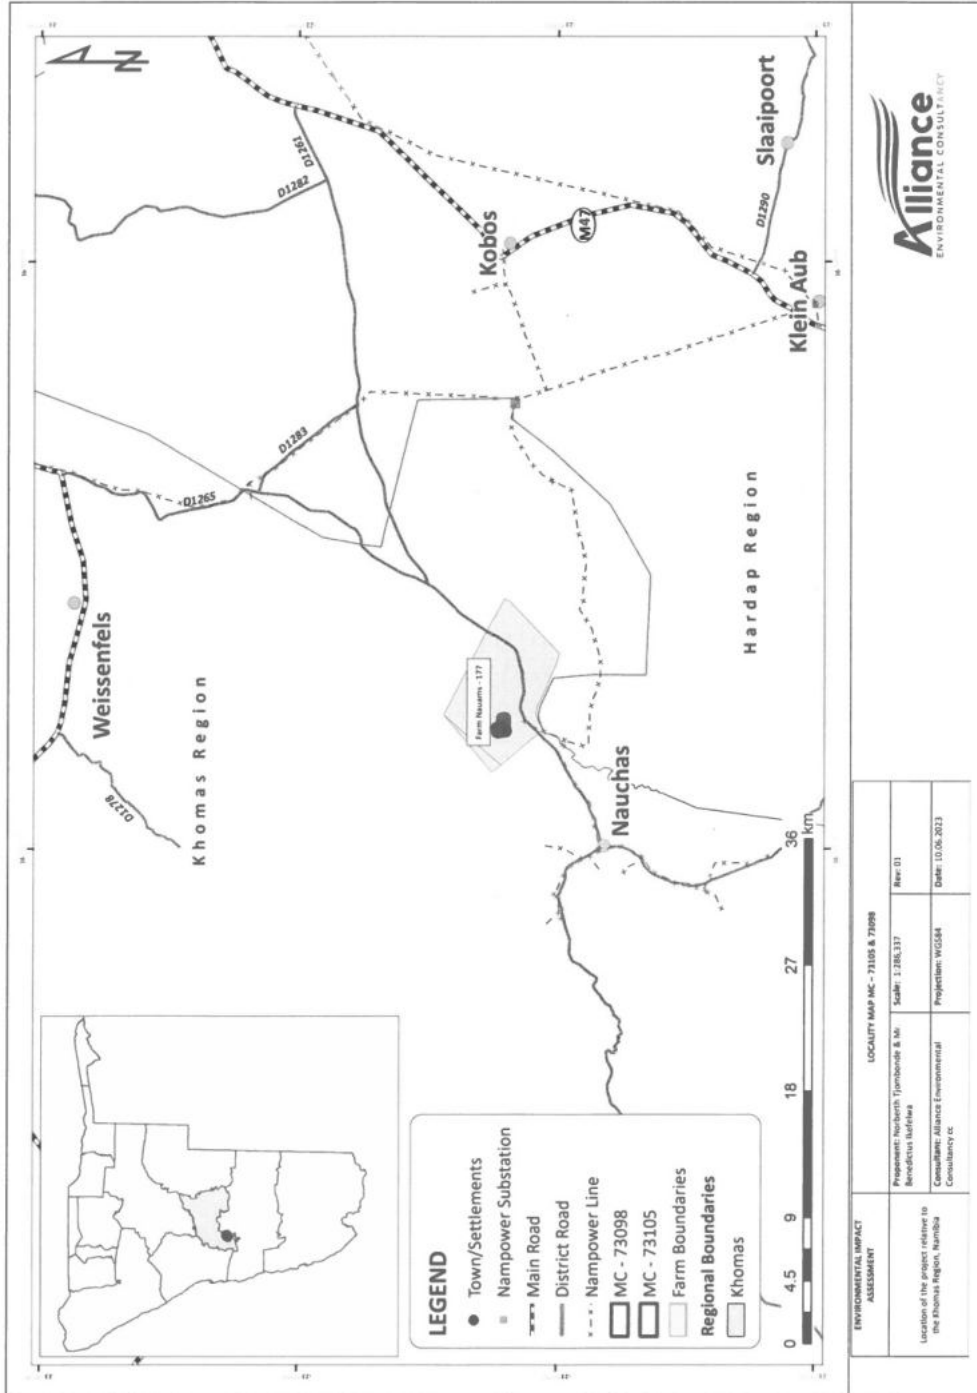 N
Weissenfels
Khomas Region
D1278
D1265
D1283
D1282
D1261
Kobos
M47
Slaaipoort
D1290
Klein Aub
Hardap Region
Farm Nauams - 177
Nauchas
LEGEND
Town/Settlements
Nampower Substation
Main Road
District Road
Nampower Line
MC - 73098
MC - 73105
Farm Boundaries
Regional Boundaries
Khomas
0 4.5 9 18 27 36
km
ENVIRONMENTAL IMPACT
ASSESSMENT
Location of the project relative to
the Khomas Region, Namibia
LOCALITY MAP MC - 73105 & 73098
Proponent: Norberth Tjombonde &
Benedictus
Scale: 1:286,337
Rev: 01
Consultant: Alliance Environmental
Consultancy cc
Projection: WGS84
Date: 10.06.2023
Alliance
ENVIRONMENTAL CONSULTANCY